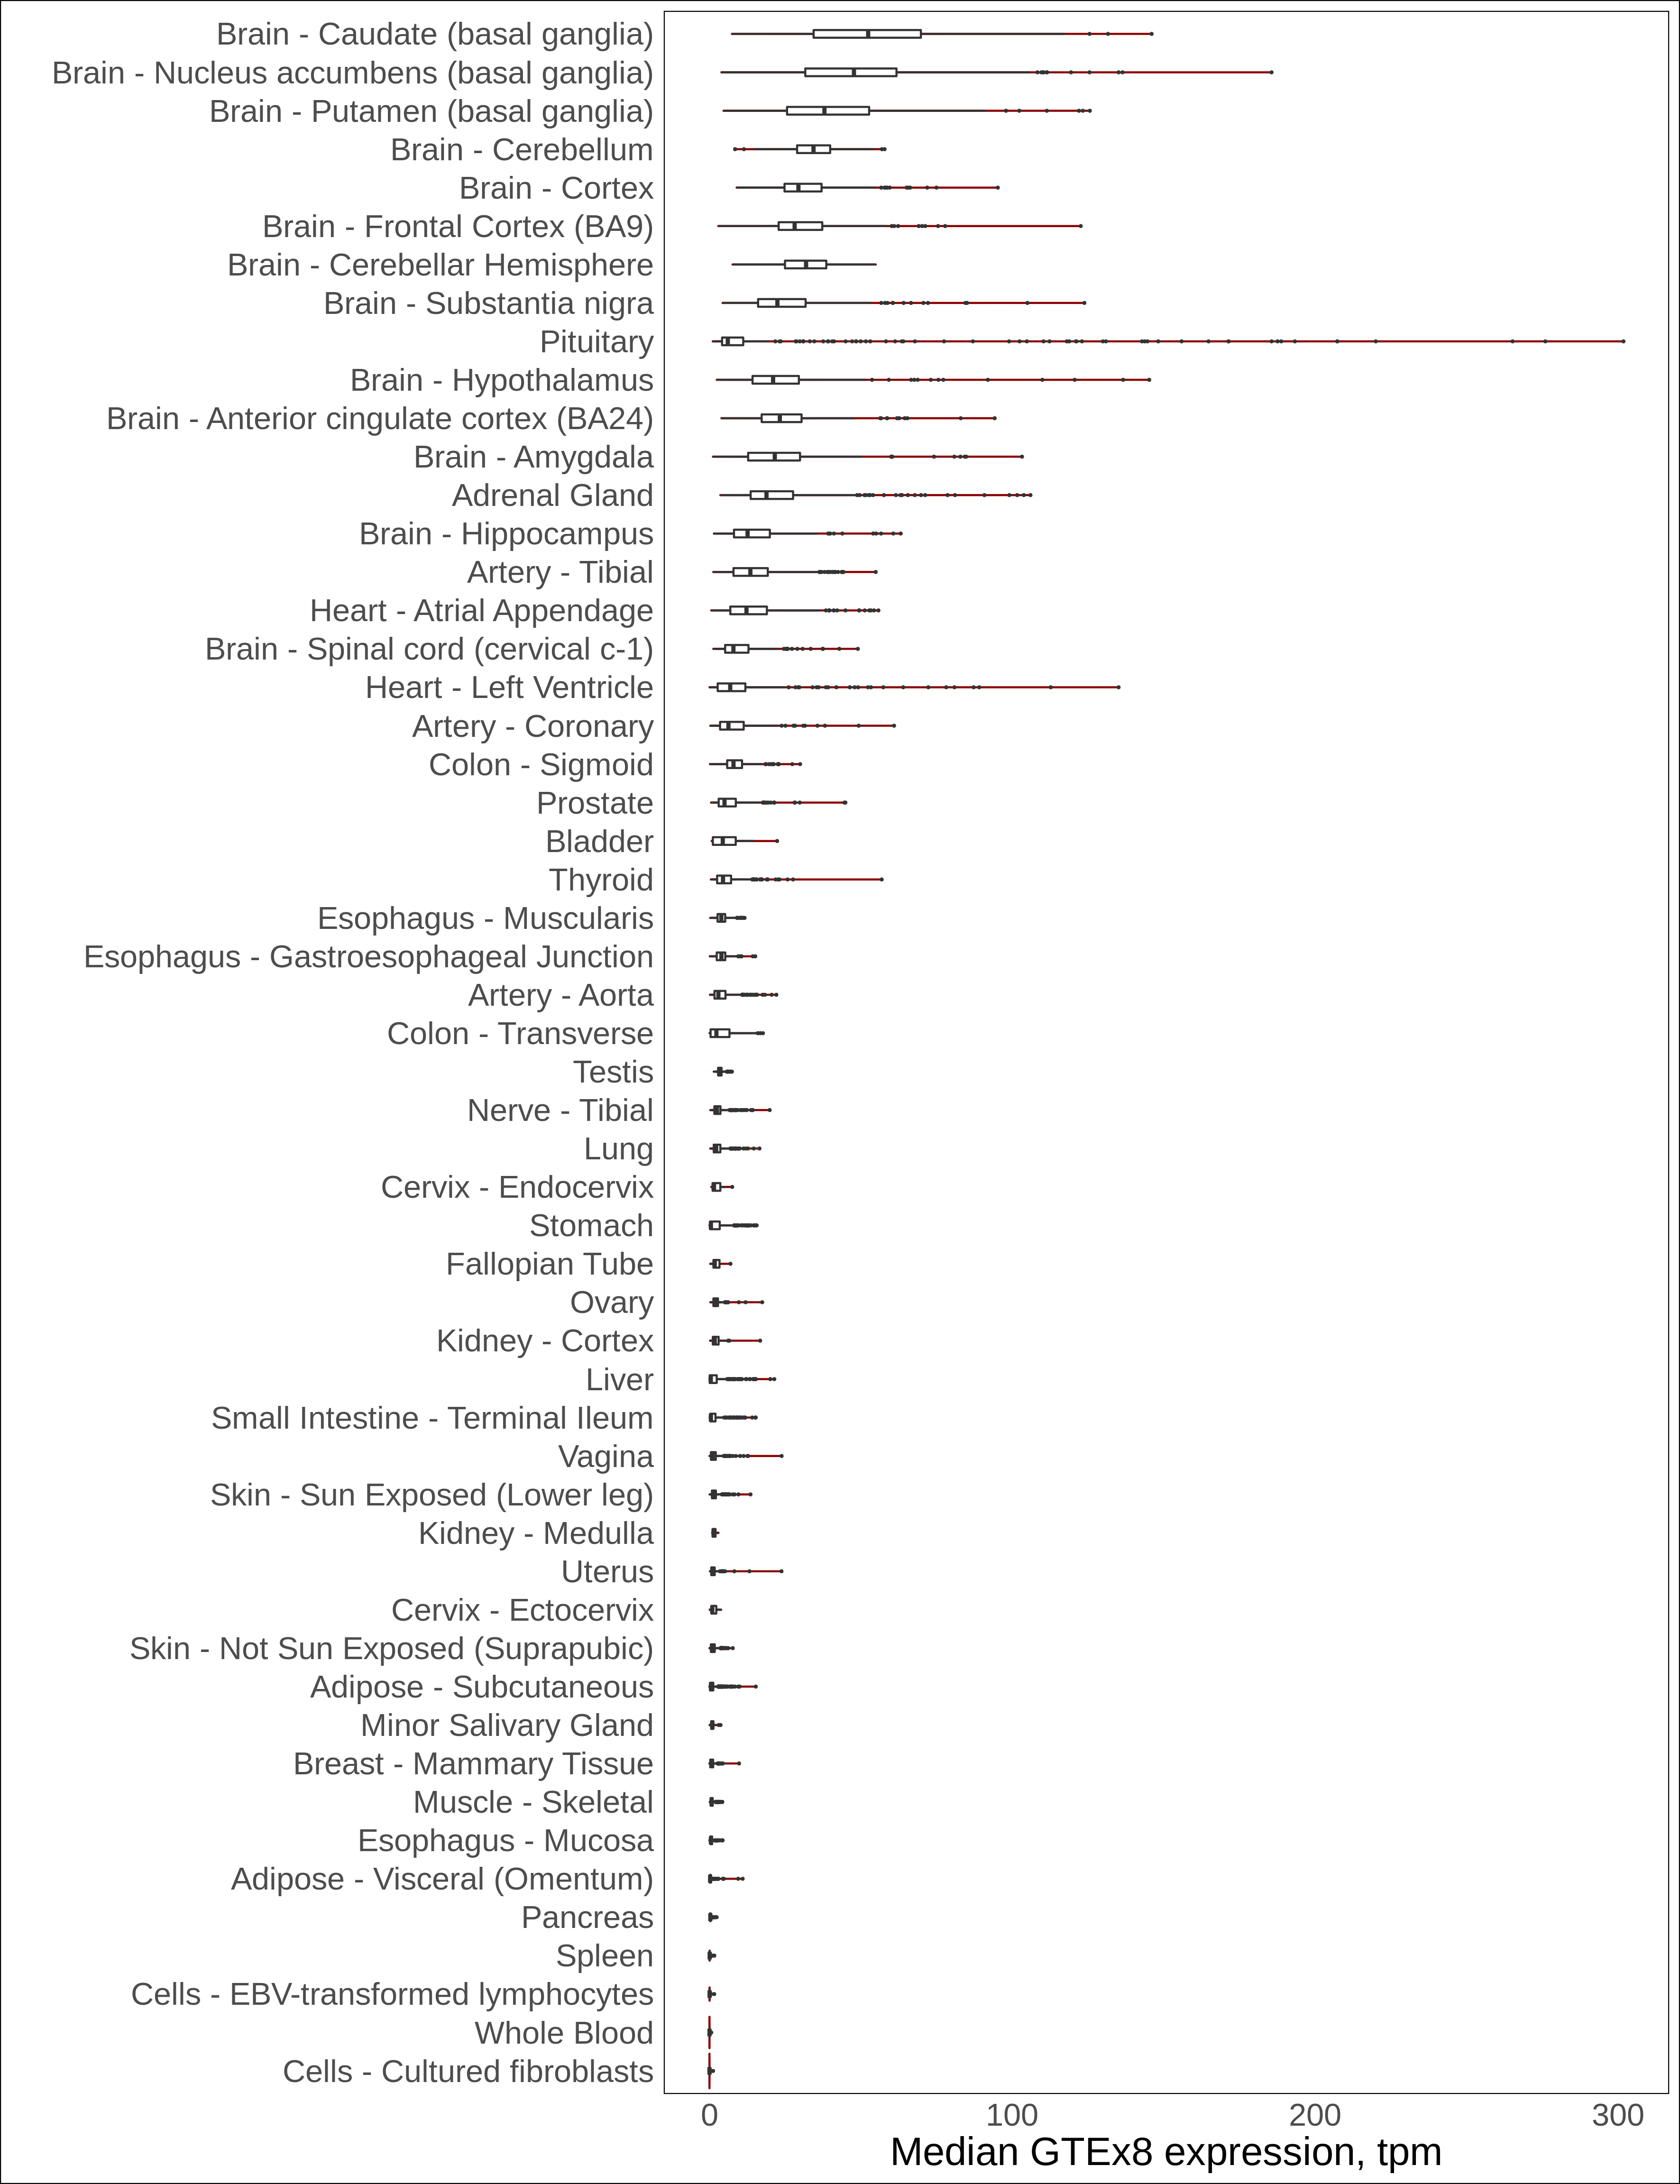 Brain - Caudate (basal ganglia)
Brain - Nucleus accumbens (basal ganglia)
Brain - Putamen (basal ganglia)
Brain - Cerebellum
Brain - Cortex
Brain - Frontal Cortex (BA9)
Brain - Cerebellar Hemisphere
Brain - Substantia nigra
Pituitary
Brain - Hypothalamus
Brain - Anterior cingulate cortex (BA24)
Brain - Amygdala
Adrenal Gland
Brain - Hippocampus
Artery - Tibial
Heart - Atrial Appendage
Brain - Spinal cord (cervical c-1)
Heart - Left Ventricle
Artery - Coronary
Colon - Sigmoid
Prostate
Bladder
Thyroid
Esophagus - Muscularis
Esophagus - Gastroesophageal Junction
Artery - Aorta
Colon - Transverse
Testis
Nerve - Tibial
Lung
Cervix - Endocervix
Stomach
Fallopian Tube
Ovary
Kidney - Cortex
Liver
Small Intestine - Terminal Ileum
Vagina
Skin - Sun Exposed (Lower leg)
Kidney - Medulla
Uterus
Cervix - Ectocervix
Skin - Not Sun Exposed (Suprapubic)
Adipose - Subcutaneous
Minor Salivary Gland
Breast - Mammary Tissue
Muscle - Skeletal
Esophagus - Mucosa
Adipose - Visceral (Omentum)
Pancreas
Spleen
Cells - EBV-transformed lymphocytes
Whole Blood
Cells - Cultured fibroblasts
0 100 200 300
Median GTEx8 expression, tpm